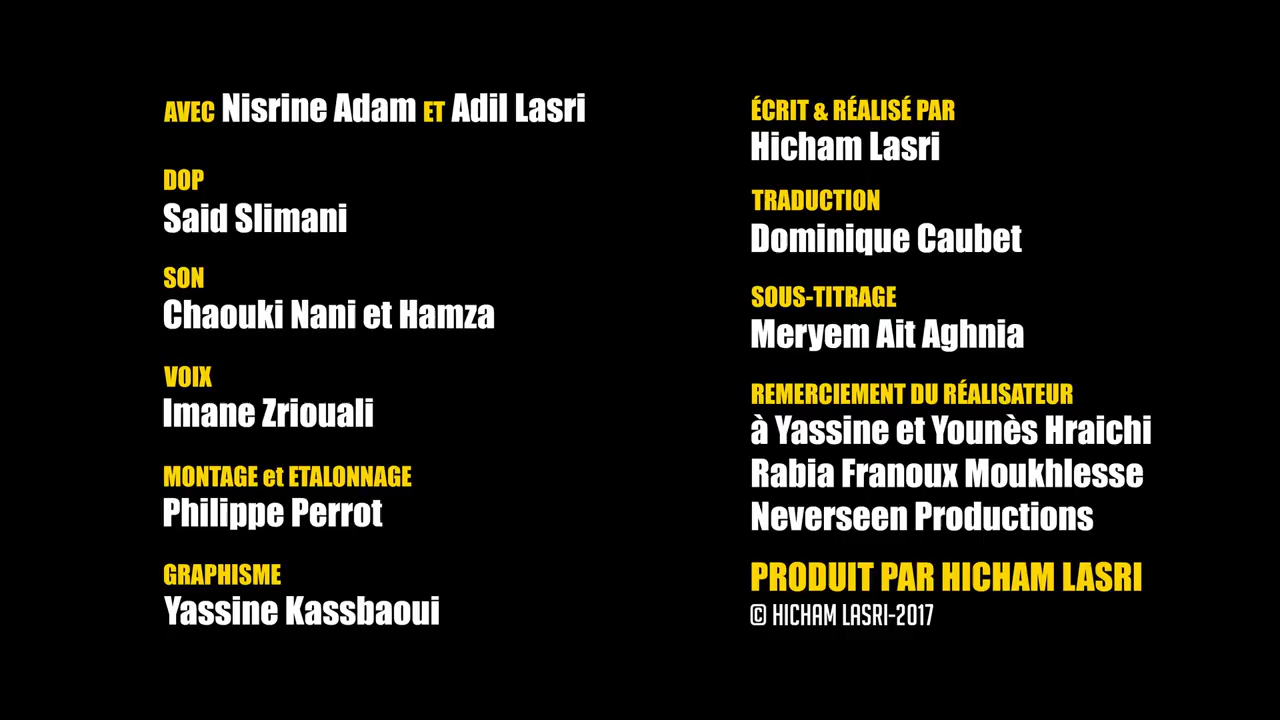 AVEC Nisrine Adam ET Adil Lasri
DOP
Said Slimani
SON
Chaouki Nani et Hamza
VOIX
Imane Zriouali
MONTAGE et ETALONNAGE
Philippe Perrot
GRAPHISME
Yassine Kassbaoui
ÉCRIT & RÉALISÉ PAR
Hicham Lasri
TRADUCTION
Dominique Caubet
SOUS-TITRAGE
Meryem Ait Aghnia
REMERCIEMENT DU RÉALISATEUR
à Yassine et Younès Hraichi
Rabia Franoux Moukhlesse
Neverseen Productions
PRODUIT PAR HICHAM LASRI
© HICHAM LASRI-2017